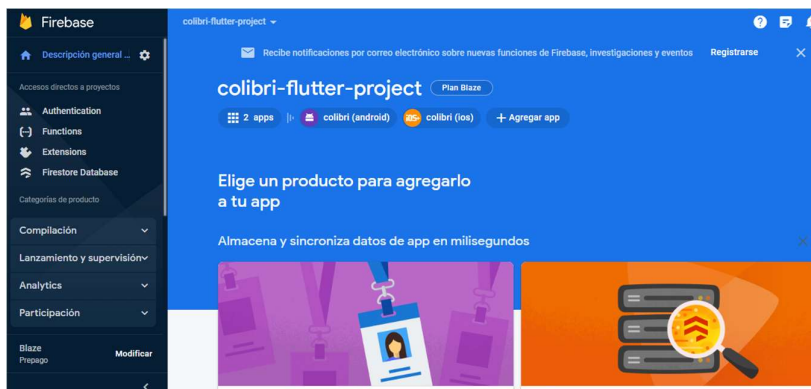 Firebase
colibri-flutter-project
Descripción general ...
Recibe notificaciones por correo electrónico sobre nuevas funciones de Firebase, investigaciones y eventos
Registrarse
Accesos directos a proyectos
Authentication
Functions
Extensions
Firestore Database
Categorías de producto
Compilación
Lanzamiento y supervisión
Analytics
Participación
Blaze
Prepago
Modificar
colibri-flutter-project
Plan Blaze
2 apps
colibri (android)
iOS+
colibri (ios)
+ Agregar app
Elige un producto para agregarlo
a tu app
Almacena y sincroniza datos de app en milisegundos